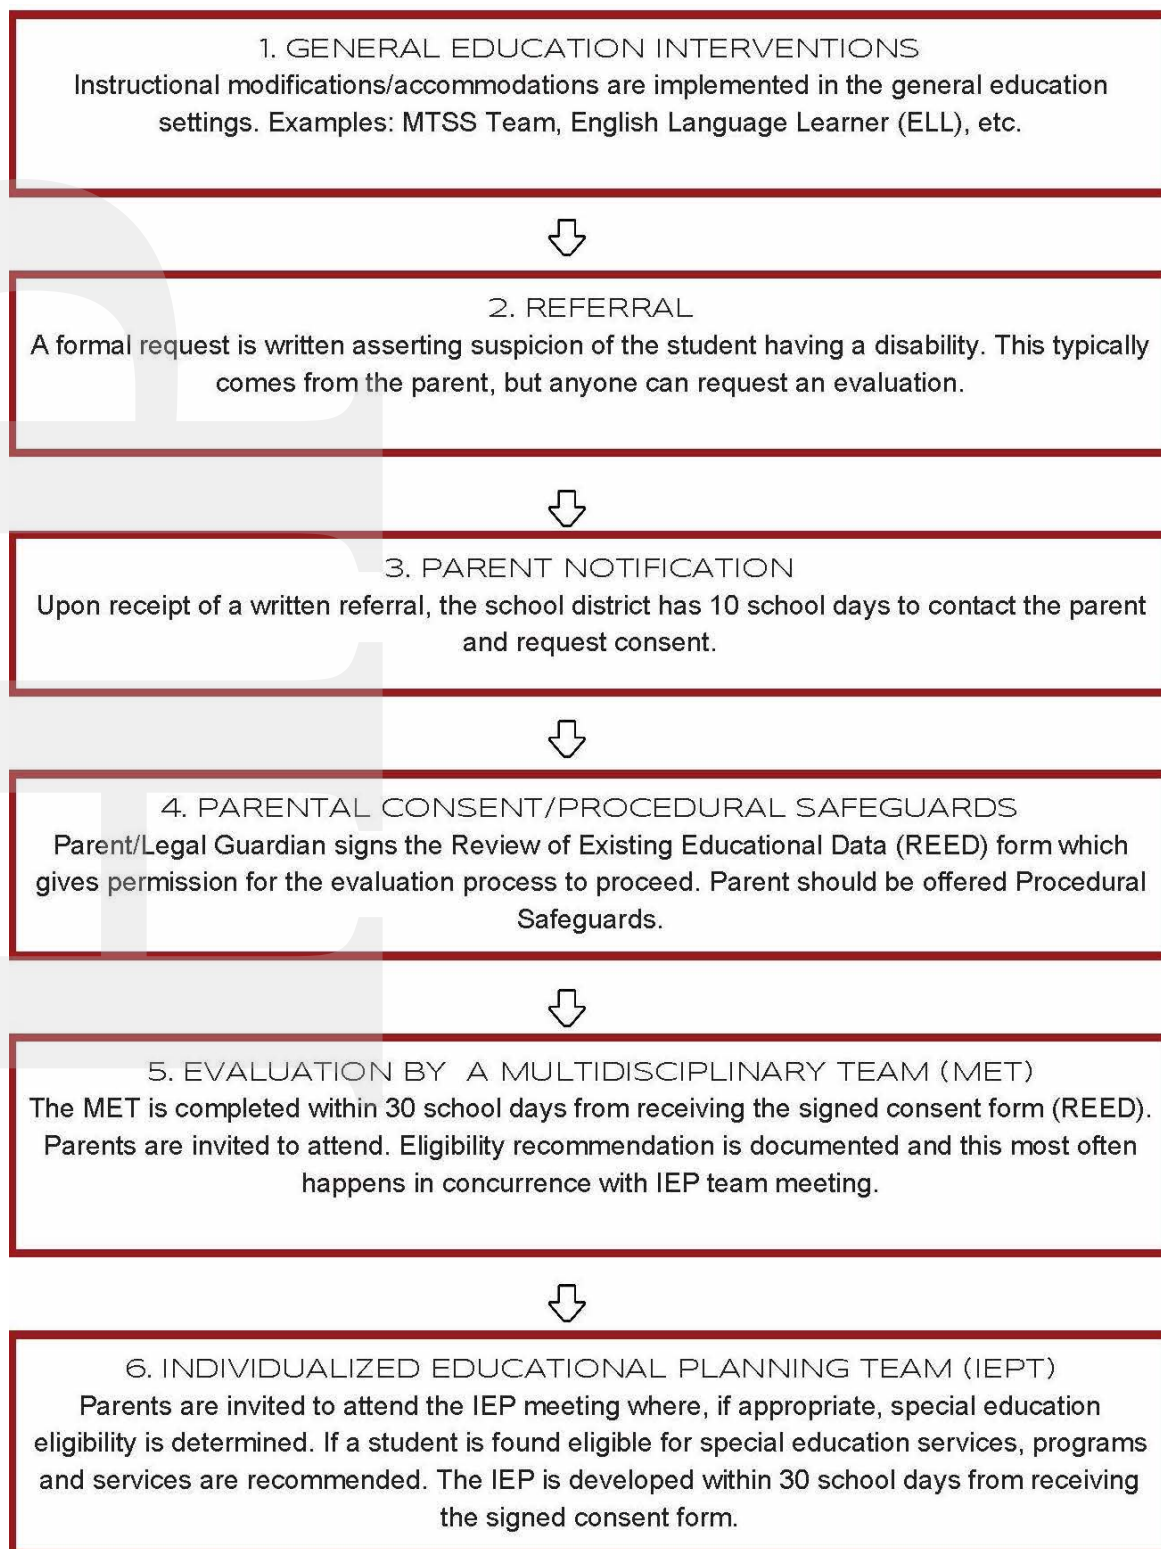 1. GENERAL EDUCATION INTERVENTIONS
Instructional modifications/accommodations are implemented in the general education
settings. Examples: MTSS Team, English Language Learner (ELL), etc.
2. REFERRAL
A formal request is written asserting suspicion of the student having a disability. This typically
comes from the parent, but anyone can request an evaluation.
3. PARENT NOTIFICATION
Upon receipt of a written referral, the school district has 10 school days to contact the parent
and request consent.
4. PARENTAL CONSENT/PROCEDURAL SAFEGUARDS
Parent/Legal Guardian signs the Review of Existing Educational Data (REED) form which
gives permission for the evaluation process to proceed. Parent should be offered Procedural
Safeguards.
5. EVALUATION BY A MULTIDISCIPLINARY TEAM (MET)
The MET is completed within 30 school days from receiving the signed consent form (REED).
Parents are invited to attend. Eligibility recommendation is documented and this most often
happens in concurrence with IEP team meeting.
6. INDIVIDUALIZED EDUCATIONAL PLANNING TEAM (IEPT)
Parents are invited to attend the IEP meeting where, if appropriate, special education
eligibility is determined. If a student is found eligible for special education services, programs
and services are recommended. The IEP is developed within 30 school days from receiving
the signed consent form.